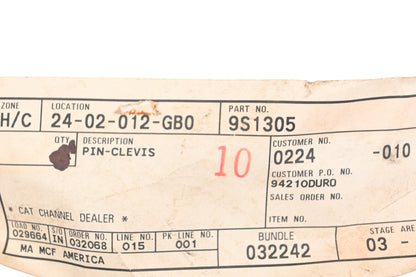 ZONE LOCATION PART NO.
H/C 24-02-012-GB0 9S1305
QTY. DESCRIPTION CUSTOMER NO.
PIN-CLEVIS 10 0224 -010
CUSTOMER P.O. NO.
94210DURO
SALES ORDER NO.
* CAT CHANNEL DEALER * ITEM NO.
LOAD NO. S/O ORDER NO. LINE NO. PK LINE NO. BUNDLE STAGE ARE
029664 IN 032068 015 001 032242 03 -
MA MCF AMERICA